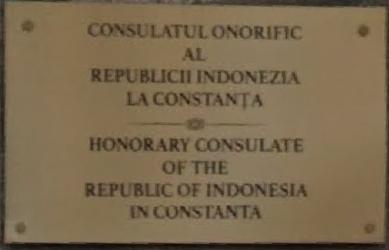 CONSULATUL ONORIFIC
AL
REPUBLICII INDONEZIA
LA CONSTANȚA
HONORARY CONSULATE
OF THE
REPUBLIC OF INDONESIA
IN CONSTANTA